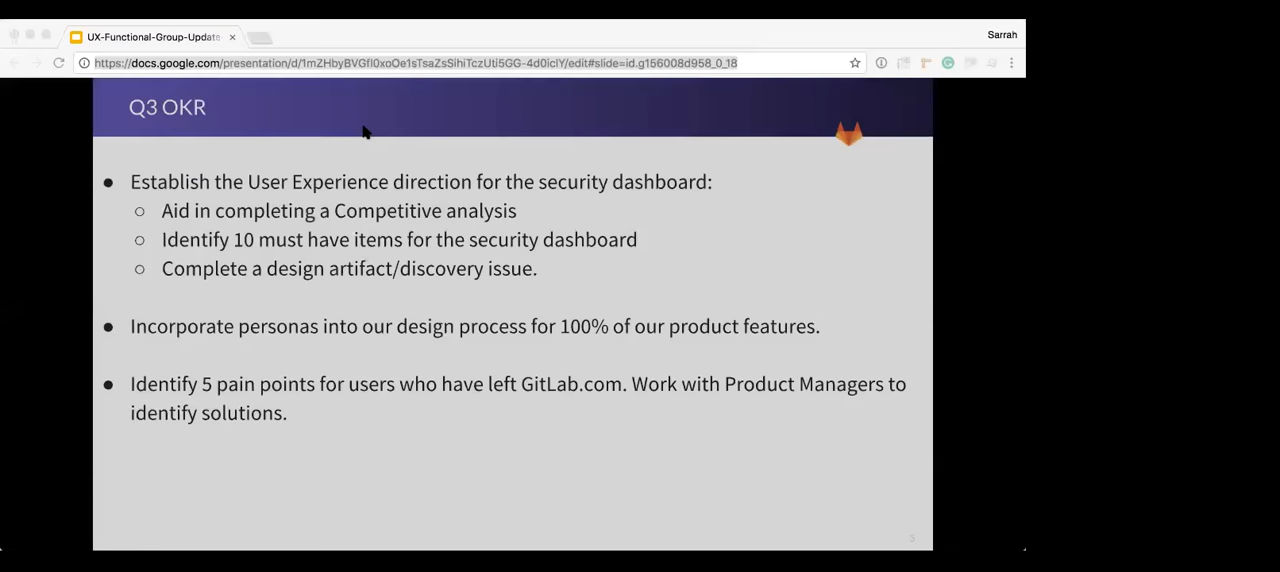 UX-Functional-Group-Update
Sarrah
https://docs.google.com/presentation/d/1mZHbyBVGfI0xoOe1sTsaZsSihiTczUti5GG-4d0iclY/edit#slide=id.g156008d958_0_18
Q3 OKR
● Establish the User Experience direction for the security dashboard:
○ Aid in completing a Competitive analysis
○ Identify 10 must have items for the security dashboard
○ Complete a design artifact/discovery issue.
● Incorporate personas into our design process for 100% of our product features.
● Identify 5 pain points for users who have left GitLab.com. Work with Product Managers to
identify solutions.
5